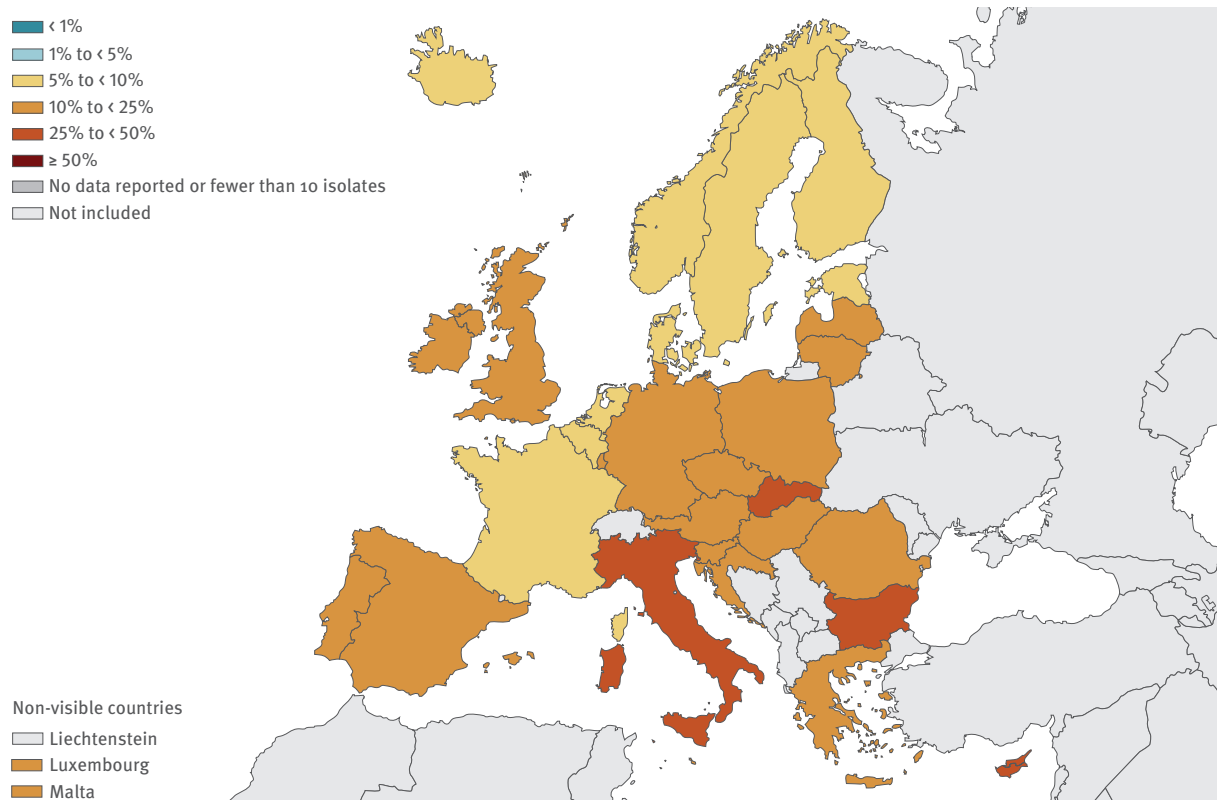 < 1%
1% to < 5%
5% to < 10%
10% to < 25%
25% to < 50%
≥ 50%
No data reported or fewer than 10 isolates
Not included
Non-visible countries
Liechtenstein
Luxembourg
Malta